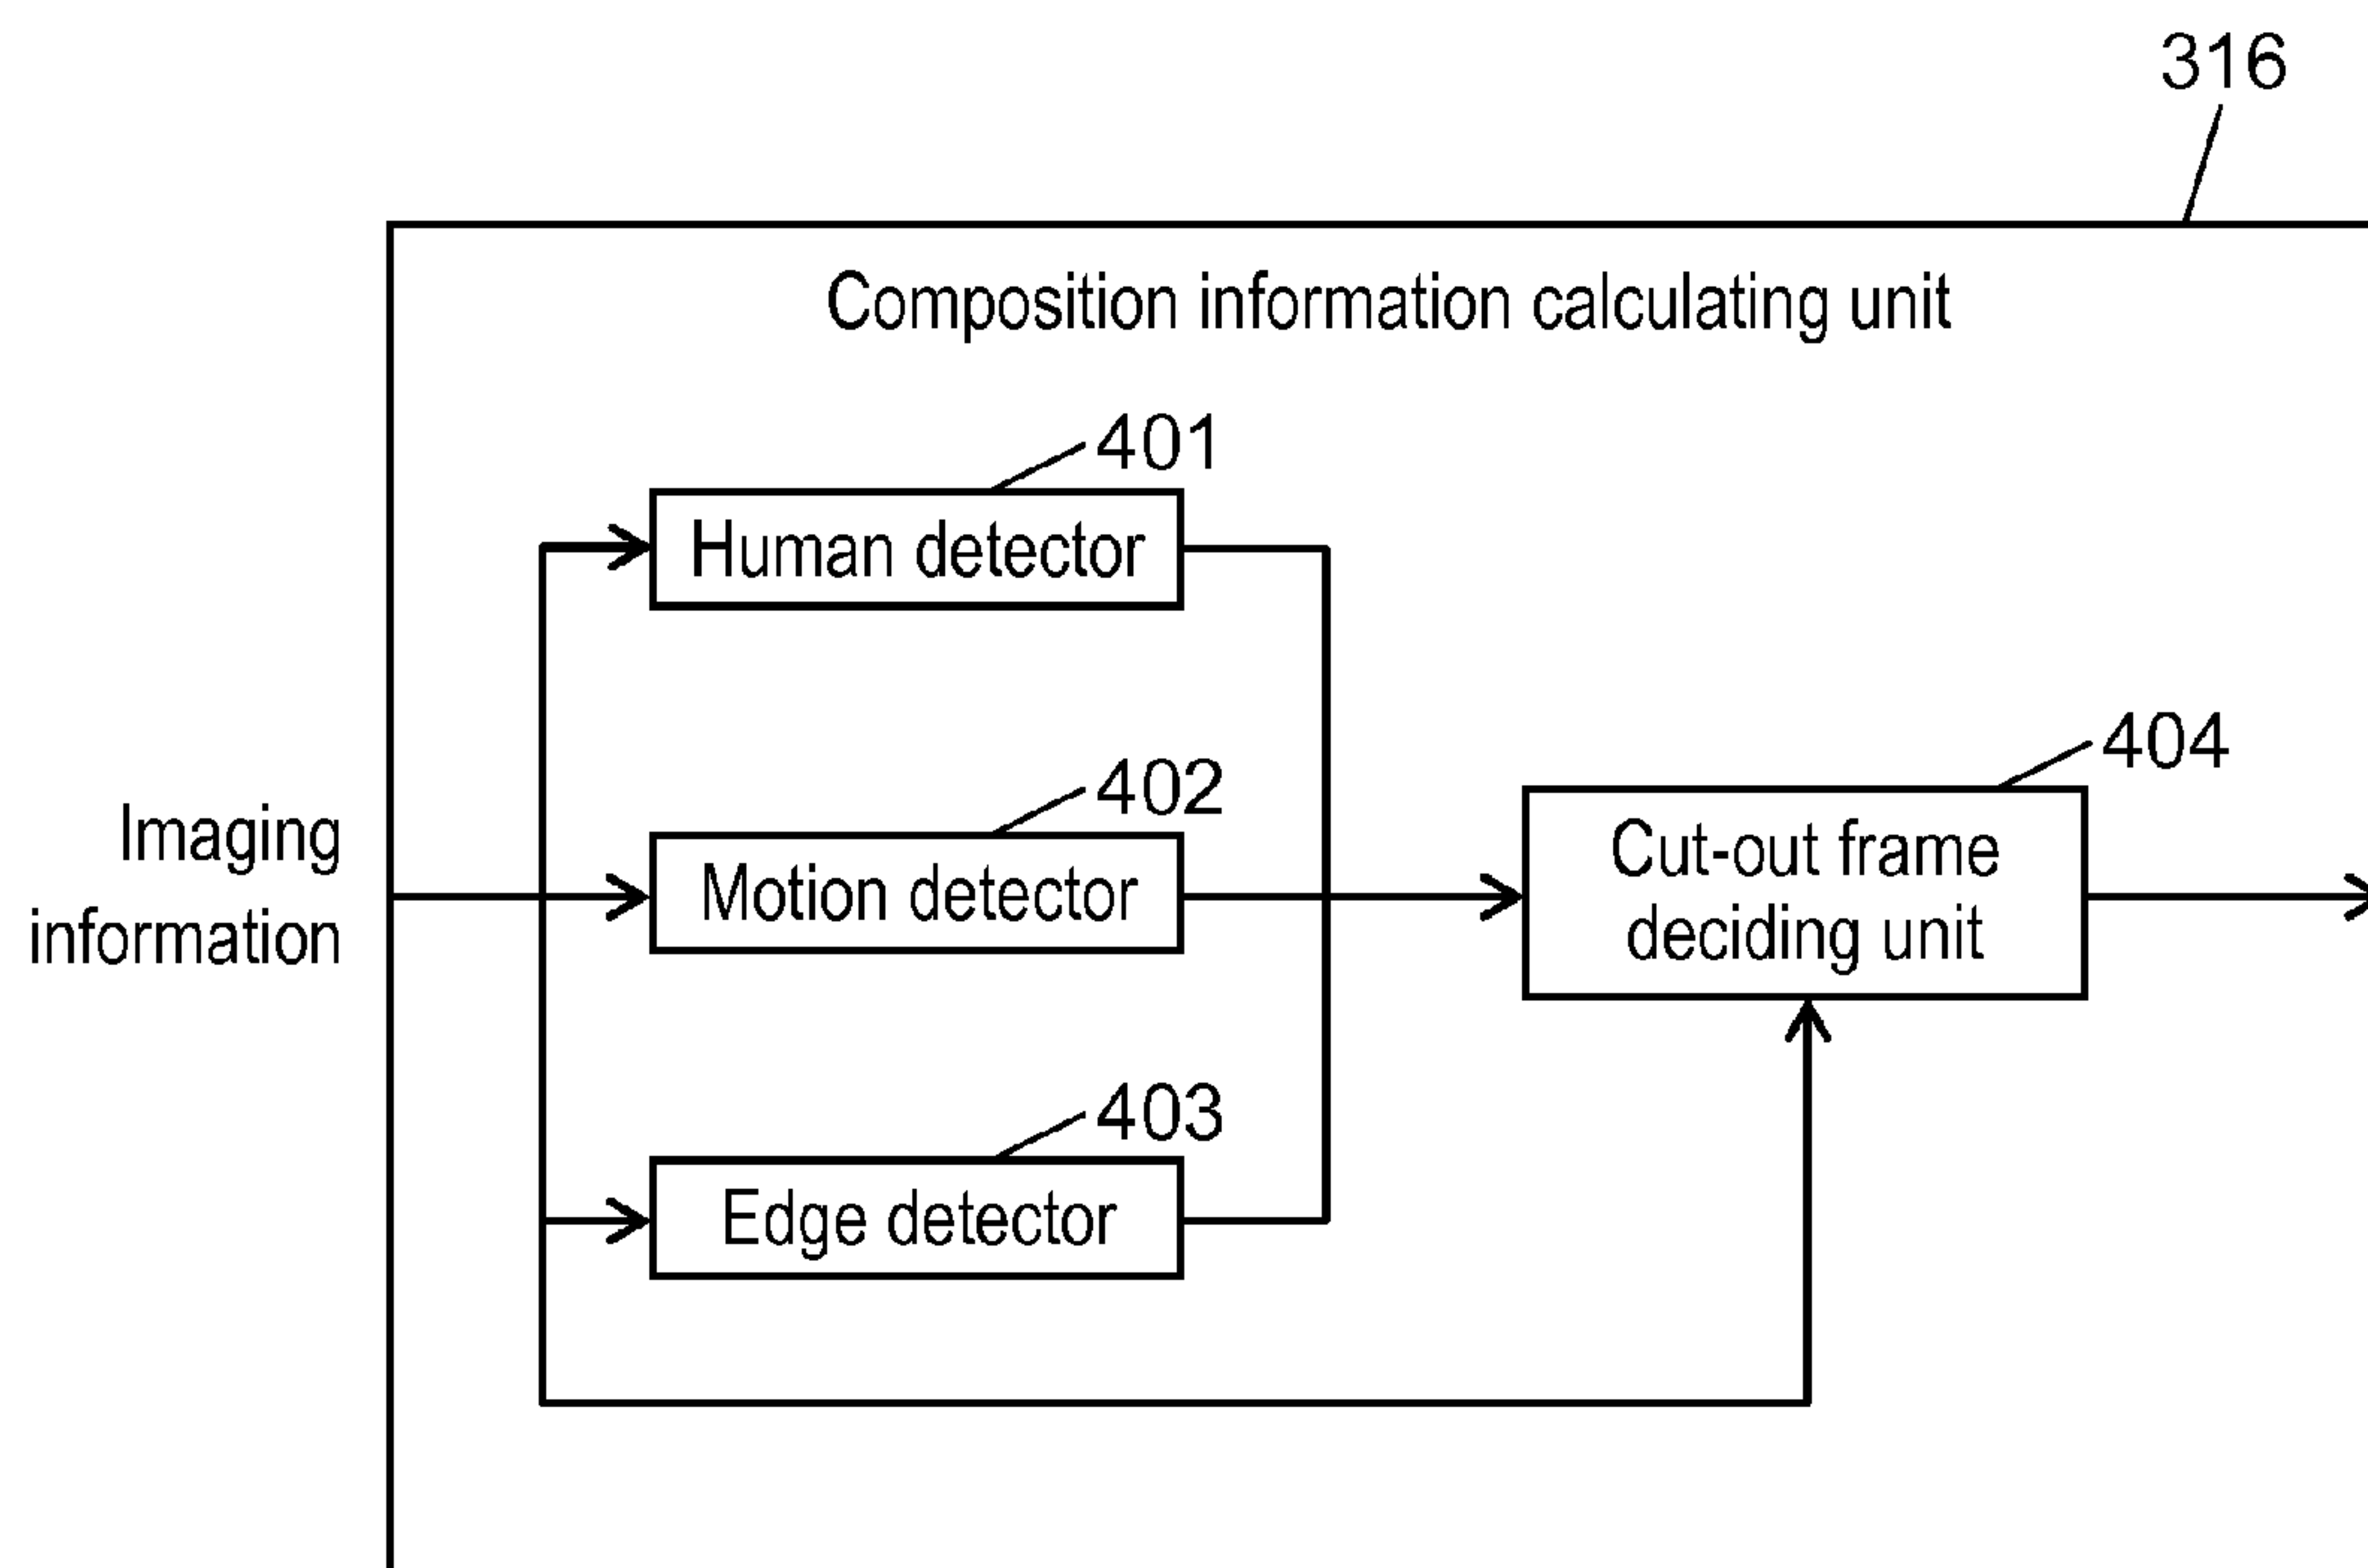 316
Composition information calculating unit
401
Human detector
402
404
Imaging
information
Motion detector
Cut-out frame
deciding unit
403
Edge detector